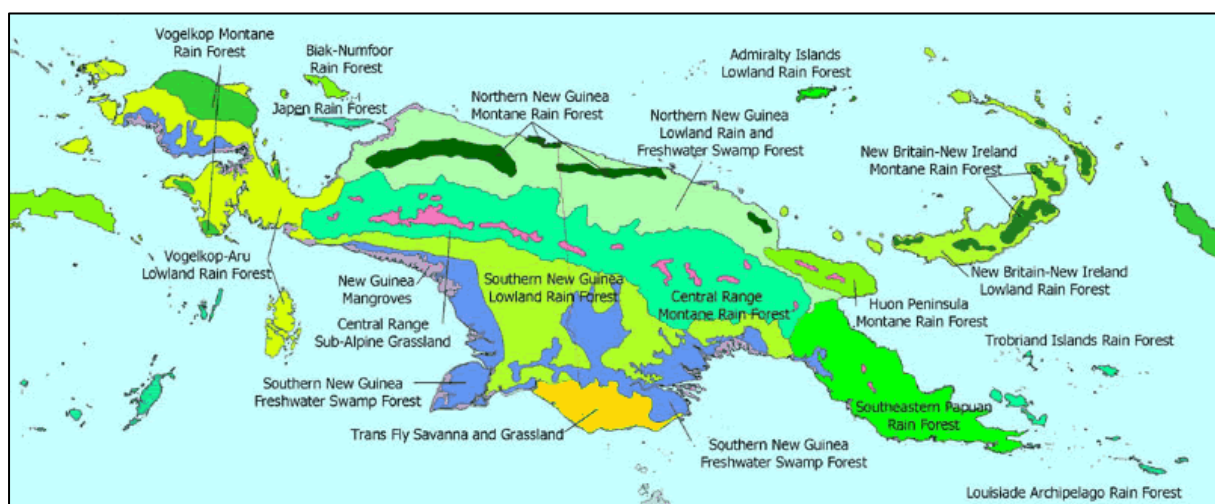 Vogelkop Montane
Rain Forest
Biak-Numfoor
Rain Forest
Japen Rain Forest
Northern New Guinea
Montane Rain Forest
Admiralty Islands
Lowland Rain Forest
Northern New Guinea
Lowland Rain and
Freshwater Swamp Forest
New Britain-New Ireland
Montane Rain Forest
Vogelkop-Aru
Lowland Rain Forest
New Guinea
Mangroves
Central Range
Sub-Alpine Grassland
Southern New Guinea
Lowland Rain Forest
Central Range
Montane Rain Forest
New Britain-New Ireland
Lowland Rain Forest
Huon Peninsula
Montane Rain Forest
Trobriand Islands Rain Forest
Southern New Guinea
Freshwater Swamp Forest
Trans Fly Savanna and Grassland
Southeastern Papuan
Rain Forest
Southern New Guinea
Freshwater Swamp Forest
Louisiade Archipelago Rain Forest